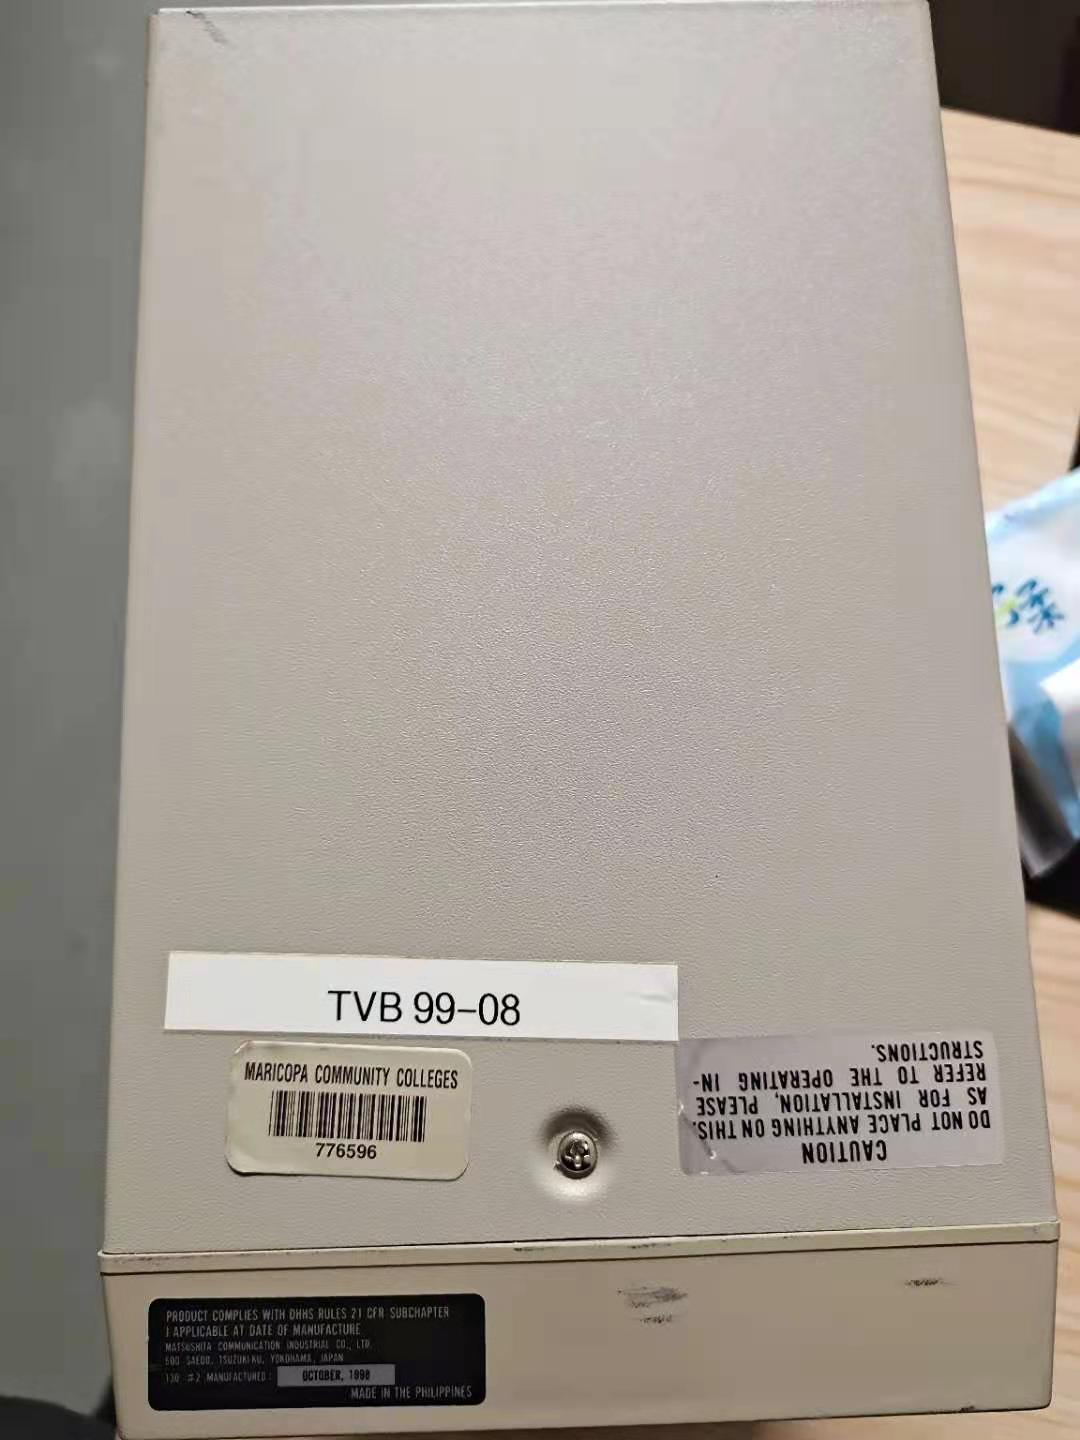 TVB 99-08
MARICOPA COMMUNITY COLLEGES
776596
CAUTION
DO NOT PLACE ANYTHING ON THIS.
AS FOR INSTALLATION, PLEASE
REFER TO THE OPERATING IN-
STRUCTIONS.
PRODUCT COMPLIES WITH DHHS RULES 21 CFR SUBCHAPTER
J APPLICABLE AT DATE OF MANUFACTURE
MATSUSHITA COMMUNICATION INDUSTRIAL CO., LTD.
600 SAEDO, TSUZUKI-KU, YOKOHAMA, JAPAN
130 #2 MANUFACTURED: OCTOBER, 1998
MADE IN THE PHILIPPINES